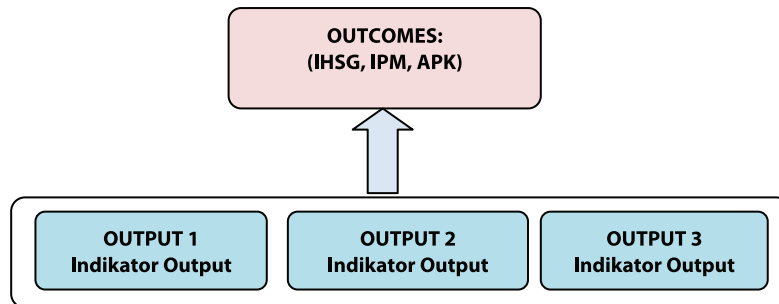 OUTCOMES:
(IHSG, IPM, APK)
OUTPUT 1
Indikator Output
OUTPUT 2
Indikator Output
OUTPUT 3
Indikator Output